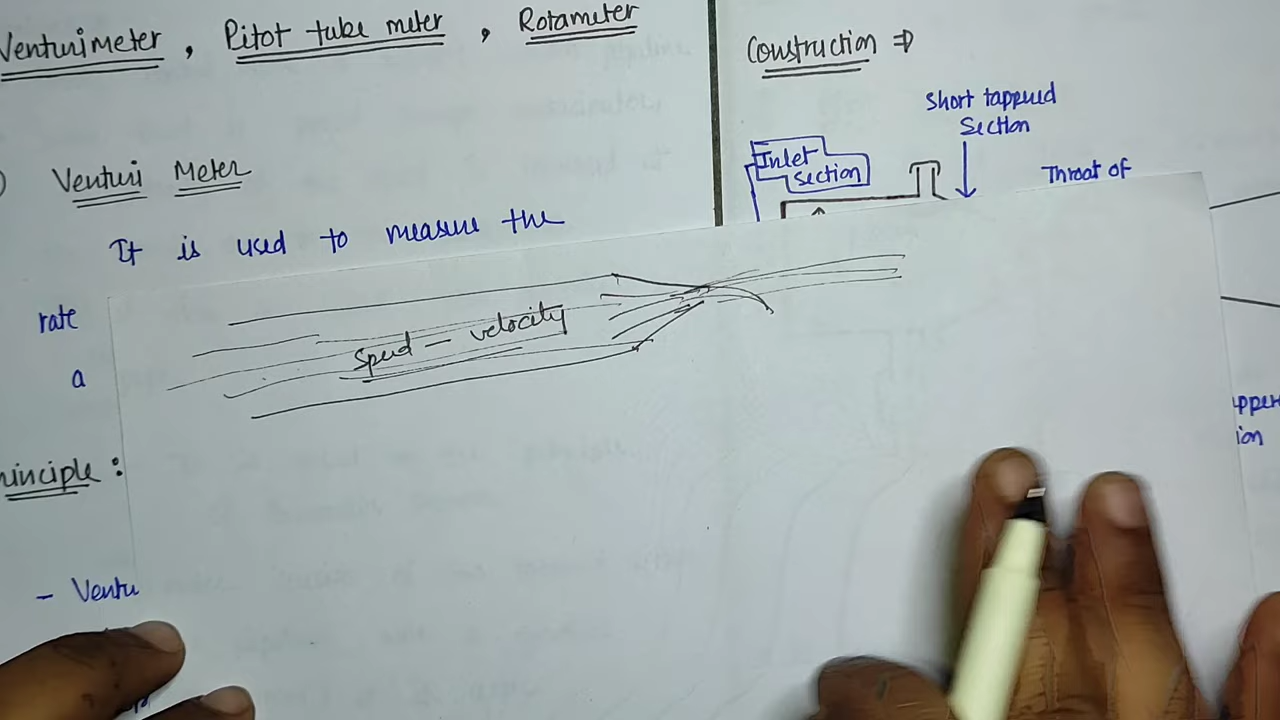 Venturimeter , Pitot tube meter , Rotameter
Venturi Meter
It is used to measure the
rate
a
Speed - velocity
- Ventu
Construction ⇒
Short tappered
Section
Inlet
section
Throat of